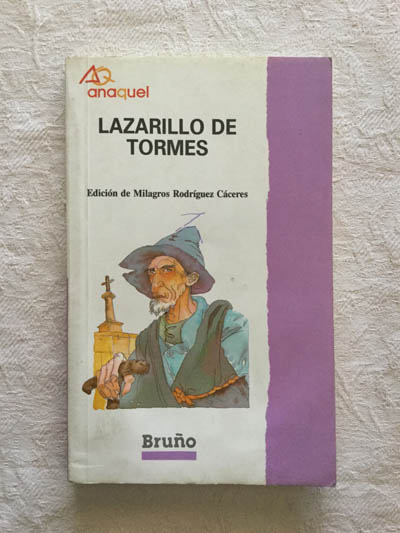 AQ
anaquel
LAZARILLO DE
TORMES
Edición de Milagros Rodríguez Cáceres
Bruño